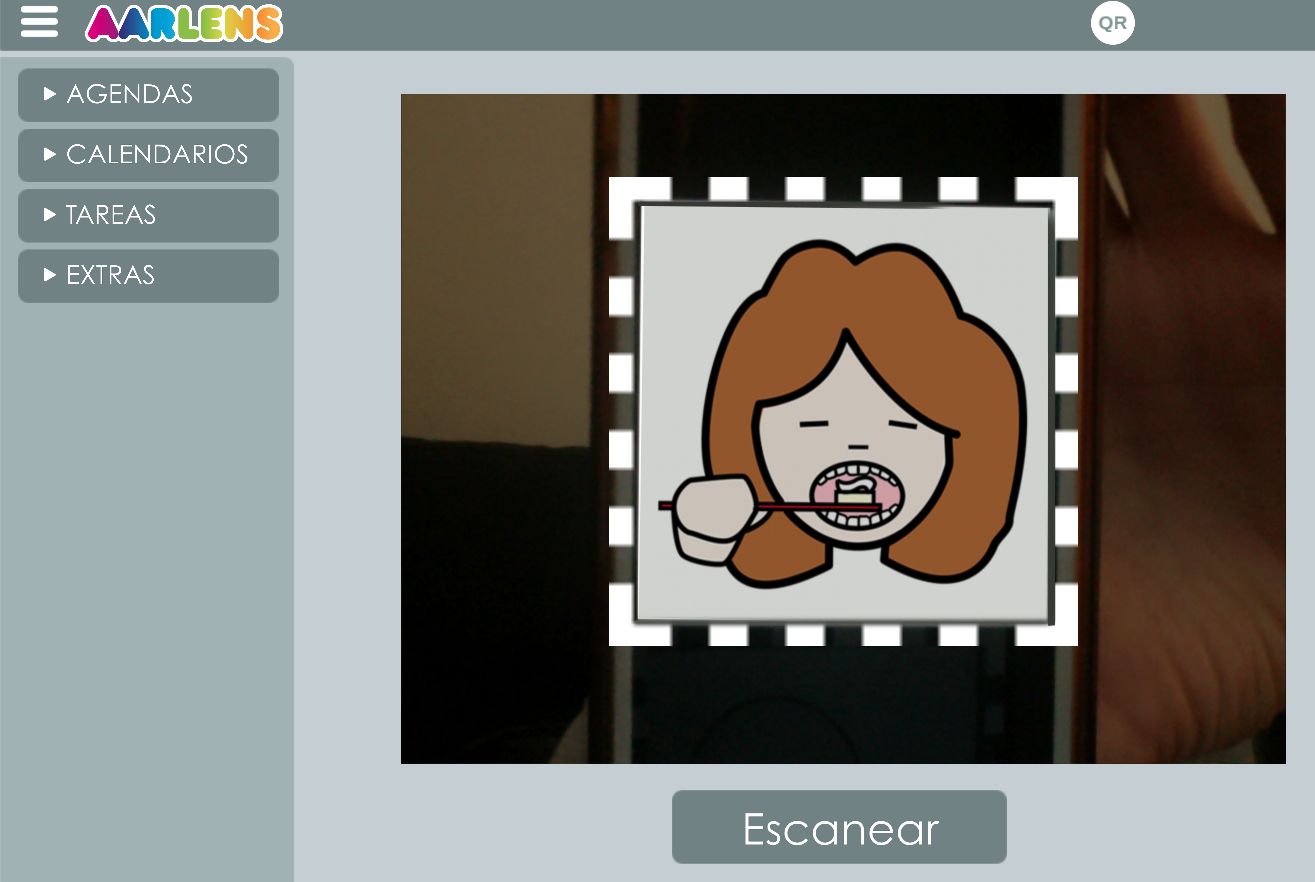 AARLENS
QR
AGENDAS
CALENDARIOS
TAREAS
EXTRAS
Escanear